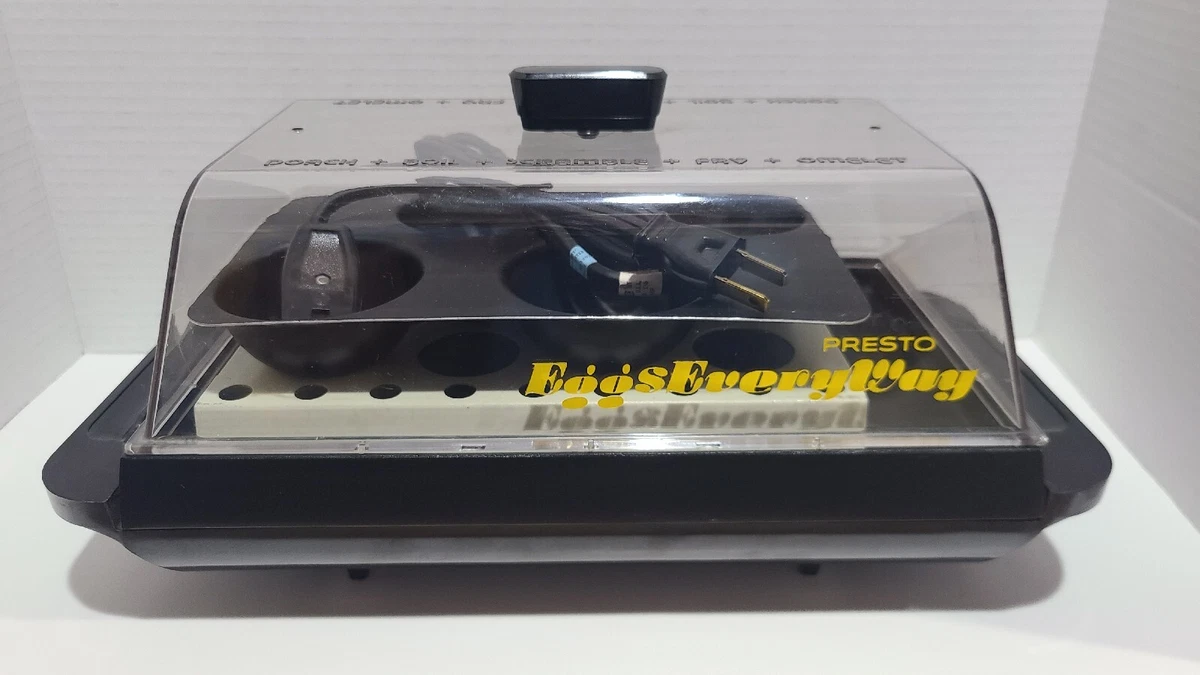 POACH + BOIL + SCRAMBLE + FRY + OMELET
PRESTO
EggsEveryWay